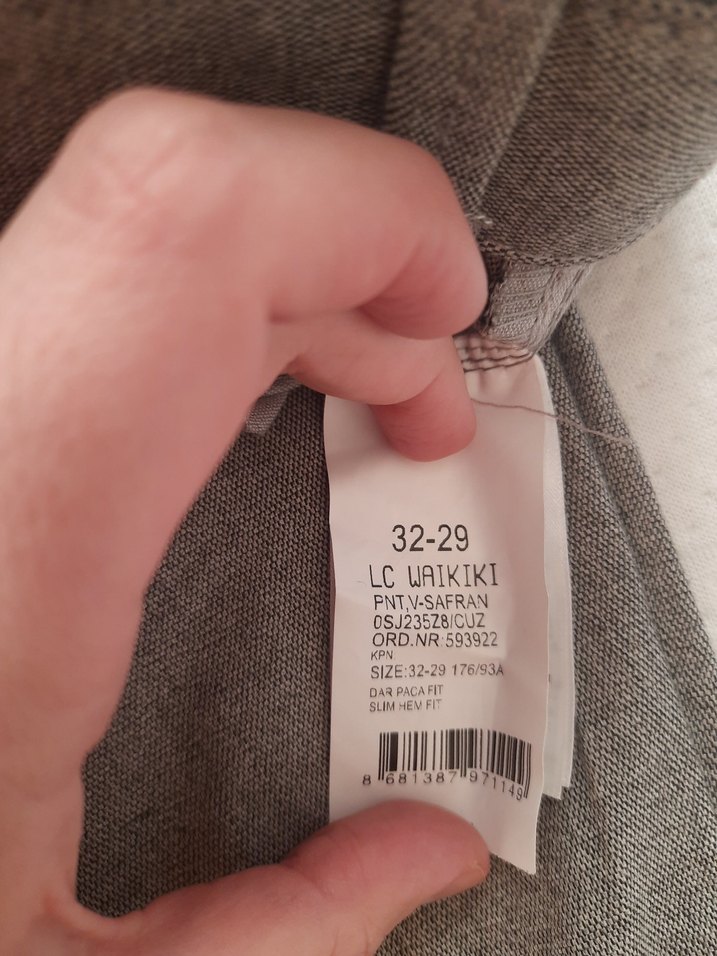 32-29
LC WAIKIKI
PNT,V-SAFRAN
0SJ235Z8/CUZ
ORD.NR:593922
KPN
SIZE:32-29 176/93A
DAR PACA FIT
SLIM HEM FIT
8 681387 971149